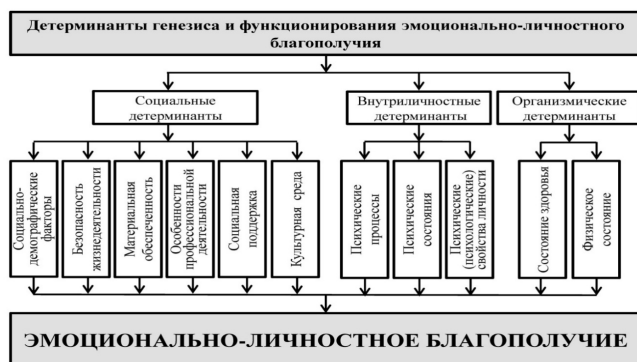 Детерминанты генезиса и функционирования эмоционально-личностного
благополучия
Социальные
детерминанты
Внутриличностные
детерминанты
Организмические
детерминанты
Социально-
демографические
факторы
Безопасность
жизнедеятельности
Материальная
обеспеченность
Особенности
профессиональной
деятельности
Социальная
поддержка
Культурная среда
Психические
процессы
Психические
состояния
Психические
(психологические)
свойства личности
Состояние здоровья
Физическое
состояние
ЭМОЦИОНАЛЬНО-ЛИЧНОСТНОЕ БЛАГОПОЛУЧИЕ